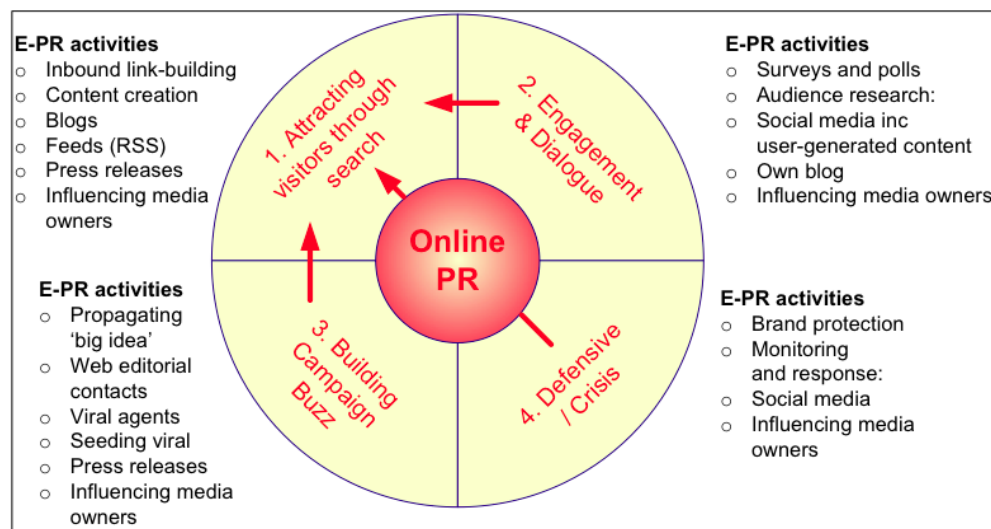 E-PR activities
o Inbound link-building
o Content creation
o Blogs
o Feeds (RSS)
o Press releases
o Influencing media
owners
1. Attracting
visitors through
search
2. Engagement
& Dialogue
E-PR activities
o Surveys and polls
o Audience research:
o Social media inc
user-generated content
o Own blog
o Influencing media owners
Online
PR
E-PR activities
o Propagating
‘big idea’
o Web editorial
contacts
o Viral agents
o Seeding viral
o Press releases
o Influencing media
owners
3. Building
Campaign
Buzz
4. Defensive
/ Crisis
E-PR activities
o Brand protection
o Monitoring
and response:
o Social media
o Influencing media
owners